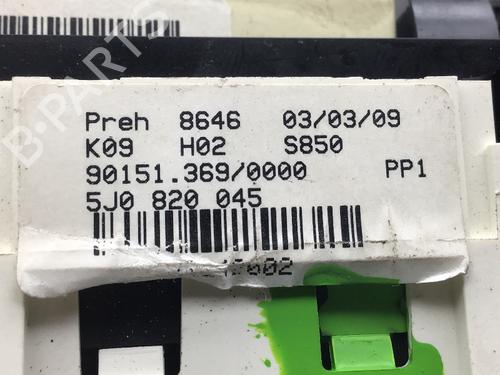 B-PARTS
Preh 8646 03/03/09
K09 H02 S850
90151.369/0000 PP1
5J0 820 045